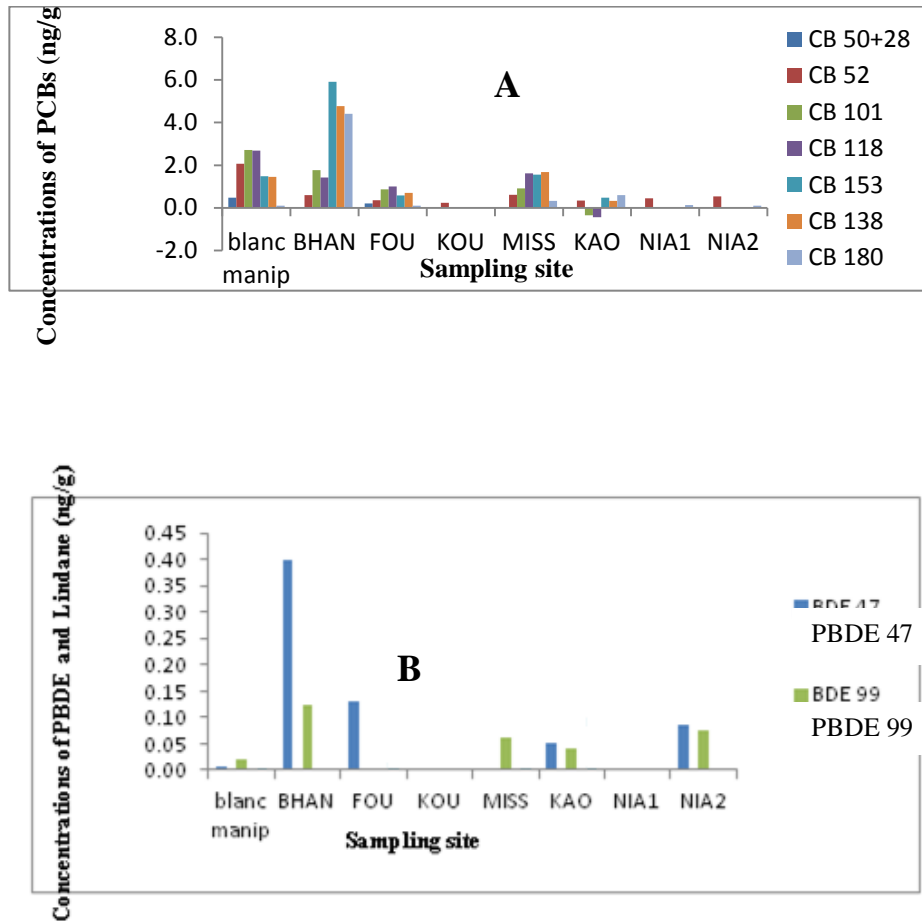 Concentrations of PCBs (ng/g
8.0
6.0
4.0
2.0
0.0
-2.0
A
blanc manip
BHAN
FOU
KOU
MISS
KAO
NIA1
NIA2
Sampling site
CB 50+28
CB 52
CB 101
CB 118
CB 153
CB 138
CB 180
Concentrations of PBDE and Lindane (ng/g)
0.45
0.40
0.35
0.30
0.25
0.20
0.15
0.10
0.05
0.00
B
blanc manip
BHAN
FOU
KOU
MISS
KAO
NIA1
NIA2
Sampling site
BDE 47
PBDE 47
BDE 99
PBDE 99